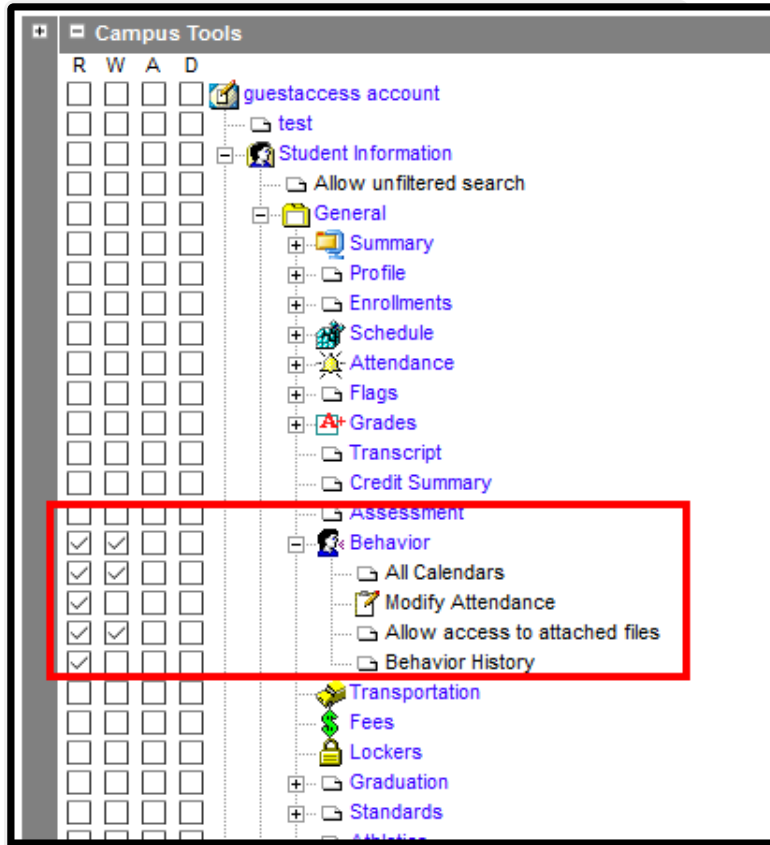 Campus Tools
R W A D
guestaccess account
test
Student Information
Allow unfiltered search
General
Summary
Profile
Enrollments
Schedule
Attendance
Flags
A+ Grades
Transcript
Credit Summary
Assessment
Behavior
All Calendars
Modify Attendance
Allow access to attached files
Behavior History
Transportation
$ Fees
Lockers
Graduation
Standards
Athletics